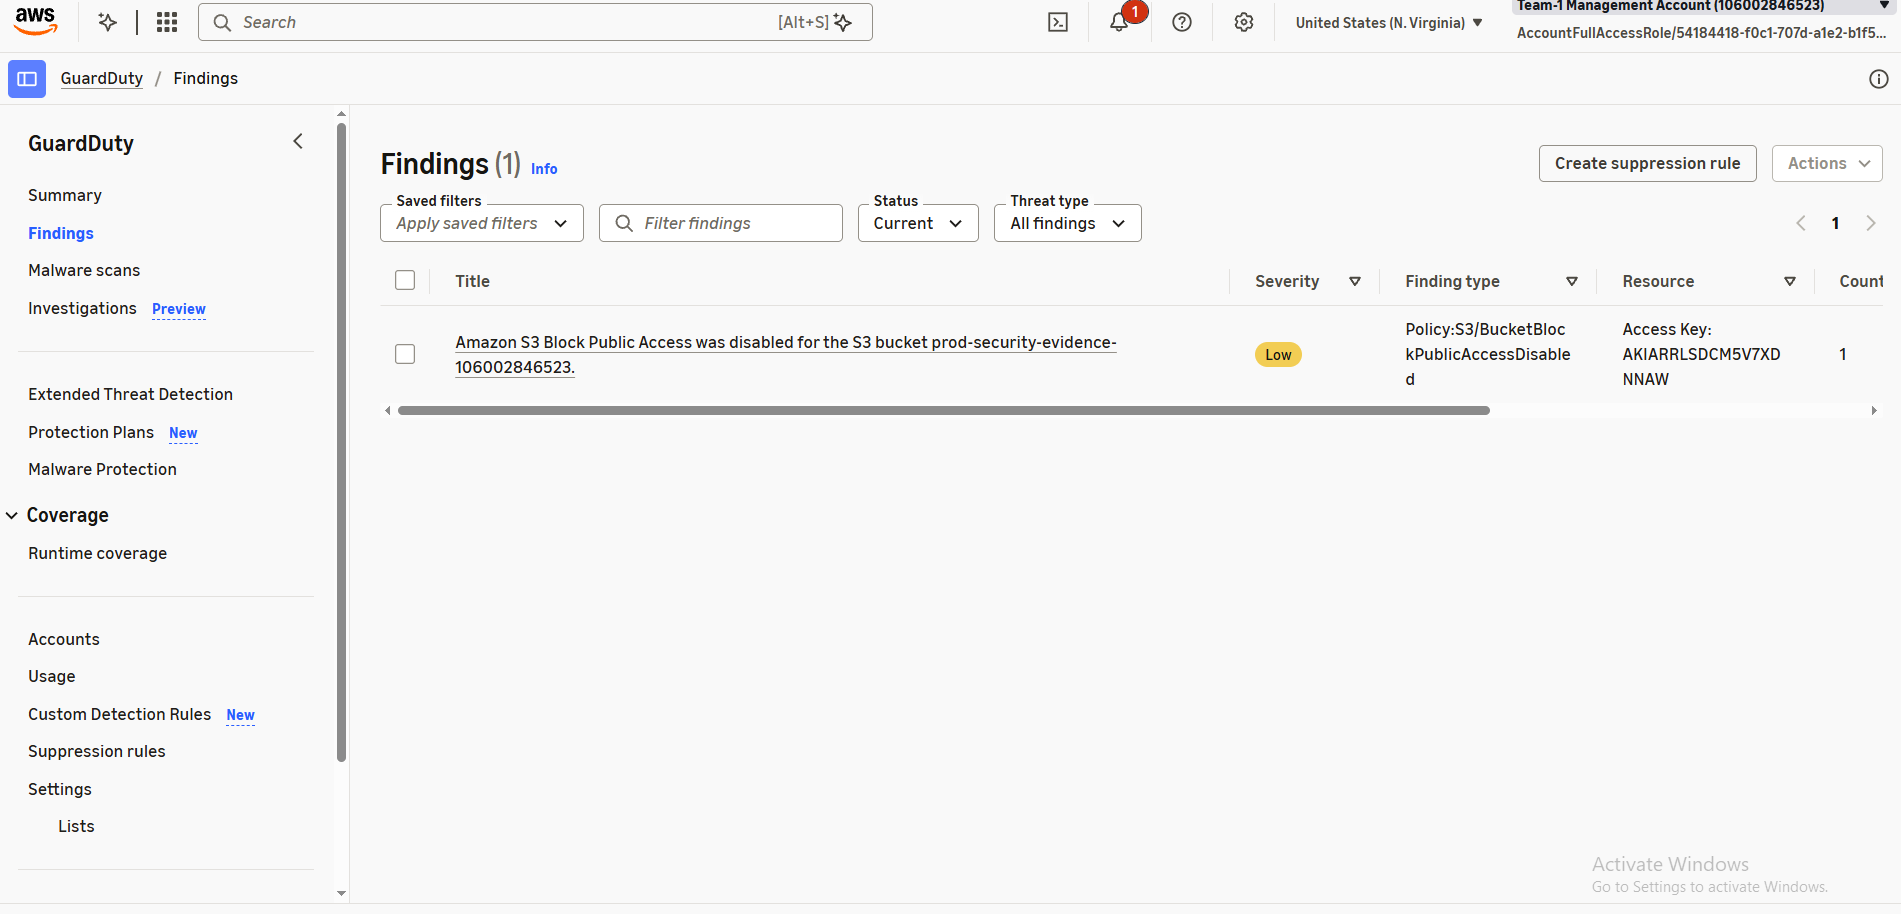 aws
Search
[Alt+S]
1
United States (N. Virginia)
Team-1 Management Account (106002846523)
AccountFullAccessRole/54184418-f0c1-707d-a1e2-b1f5...
GuardDuty / Findings
GuardDuty
Summary
Findings
Malware scans
Investigations Preview
Extended Threat Detection
Protection Plans New
Malware Protection
Coverage
Runtime coverage
Accounts
Usage
Custom Detection Rules New
Suppression rules
Settings
Lists
Findings (1) Info
Create suppression rule
Actions
Saved filters
Apply saved filters
Filter findings
Status
Current
Threat type
All findings
1
Title Severity Finding type Resource Count
Amazon S3 Block Public Access was disabled for the S3 bucket prod-security-evidence-
106002846523.
Low
Policy:S3/BucketBloc
kPublicAccessDisable
d
Access Key:
AKIARRLSDCM5V7XD
NNAW
1
Activate Windows
Go to Settings to activate Windows.